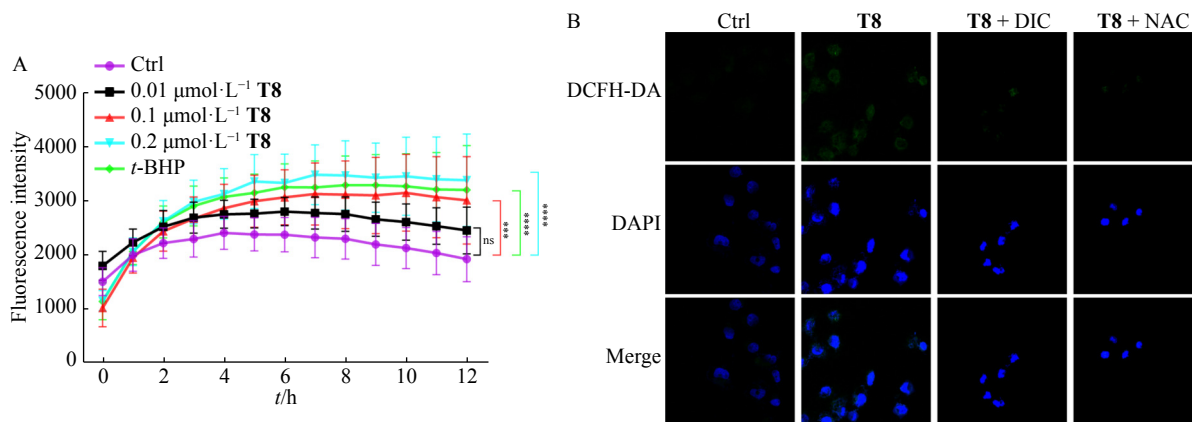 A
Ctrl
0.01 μmol·L⁻¹ T8
0.1 μmol·L⁻¹ T8
0.2 μmol·L⁻¹ T8
t-BHP
Fluorescence intensity
5000
4000
3000
2000
1000
0
0 2 4 6 8 10 12
t/h
ns
***
****
****
B
Ctrl T8 T8 + DIC T8 + NAC
DCFH-DA
DAPI
Merge